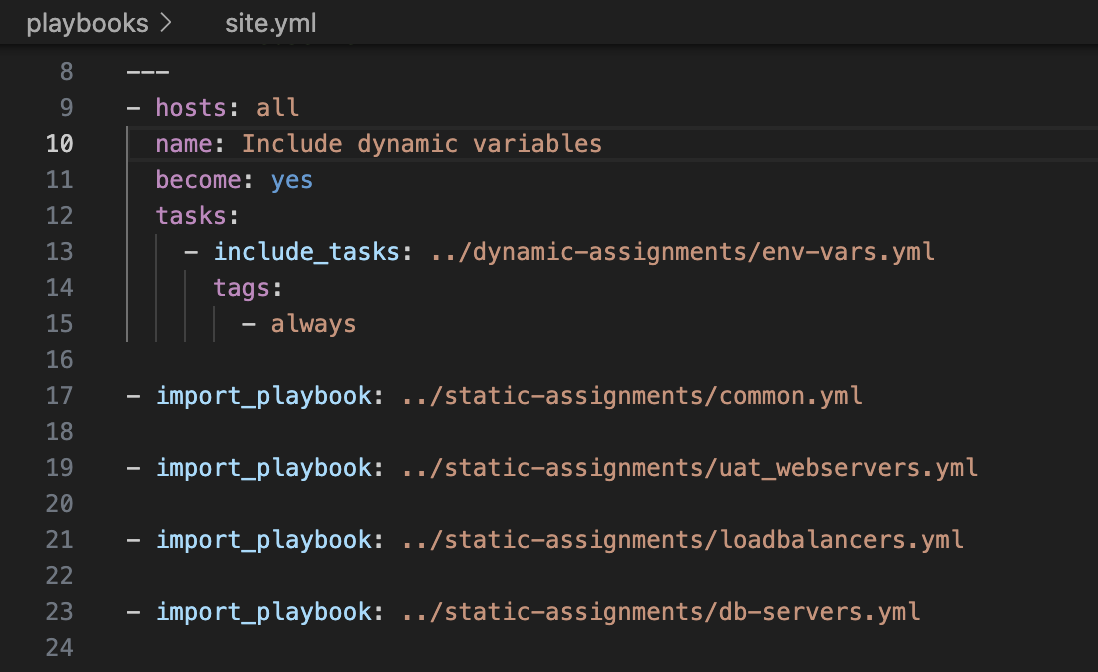 playbooks > site.yml
8 ---
9 - hosts: all
10 name: Include dynamic variables
11 become: yes
12 tasks:
13 - include_tasks: ../dynamic-assignments/env-vars.yml
14 tags:
15 - always
16
17 - import_playbook: ../static-assignments/common.yml
18
19 - import_playbook: ../static-assignments/uat_webservers.yml
20
21 - import_playbook: ../static-assignments/loadbalancers.yml
22
23 - import_playbook: ../static-assignments/db-servers.yml
24